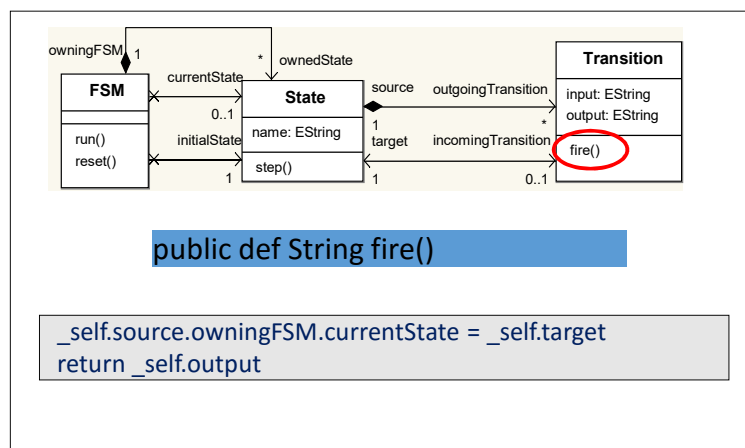 owningFSM 1
* ownedState
currentState
0..1
FSM
run()
reset()
initialState
1
State
name: EString
step()
source
1
outgoingTransition
*
target
1
incomingTransition
0..1
Transition
input: EString
output: EString
fire()
public def String fire()
_self.source.owningFSM.currentState = _self.target
return _self.output